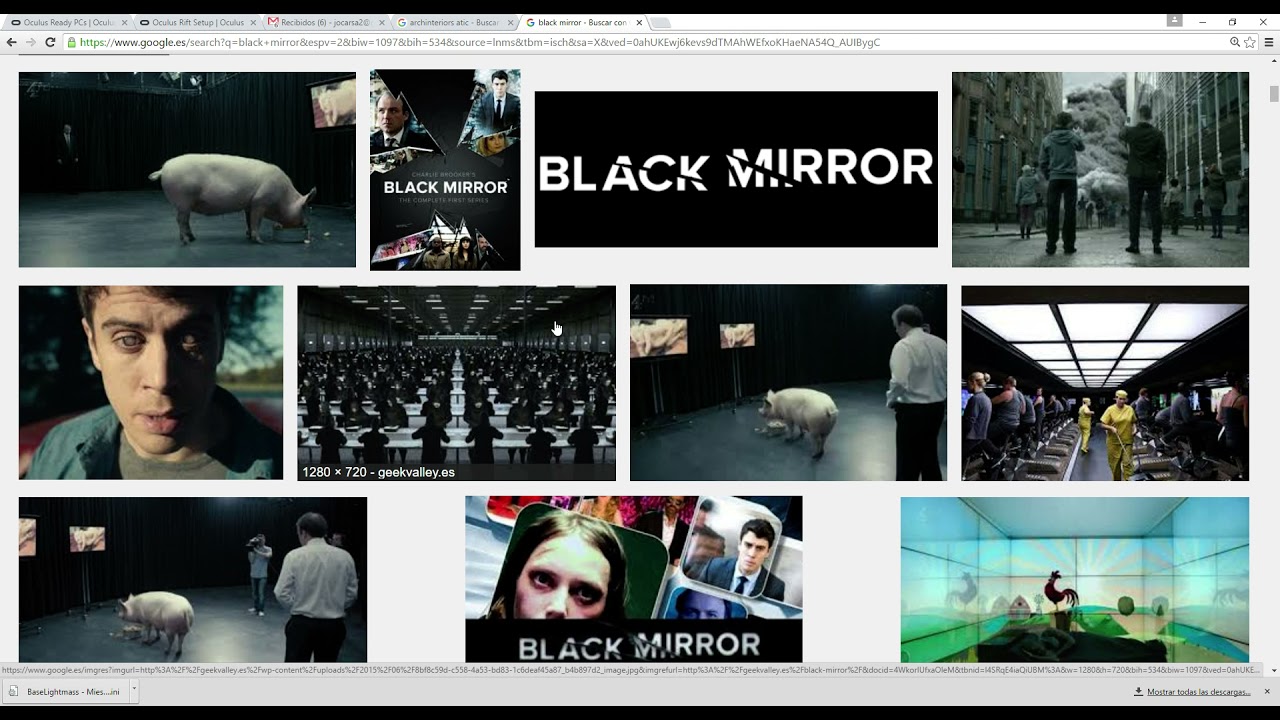 Oculus Ready PCs | Oculus
Oculus Rift Setup | Oculus
Recibidos (6) - jocarsa2@
archinteriors atic - Buscar
black mirror - Buscar con
https://www.google.es/search?q=black+mirror&espv=2&biw=1097&bih=534&source=lnms&tbm=isch&sa=X&ved=0ahUKEwj6kevs9dTMAhWEfxoKHaeNA54Q_AUIBygC
CHARLIE BROOKER'S
BLACK MIRROR
THE COMPLETE FIRST SERIES
BLACK MIRROR
1280 × 720 - geekvalley.es
BLACK MIRROR
https://www.google.es/imgres?imgurl=http%3A%2F%2Fgeekvalley.es%2Fwp-content%2Fuploads%2F2015%2F06%2F8bf8c59d-c558-4a53-bd83-1c6deaf45a87_b4b897d2_image.jpg&imgrefurl=http%3A%2F%2Fgeekvalley.es%2Fblack-mirror%2F&docid=4WkorIUfxaOleM&tbnid=I4SRqE4iaQiU8M%3A&w=1280&h=720&bih=534&biw=1097&ved=0ahUKE...
BaseLightmass - Mies....ini
Mostrar todas las descargas...